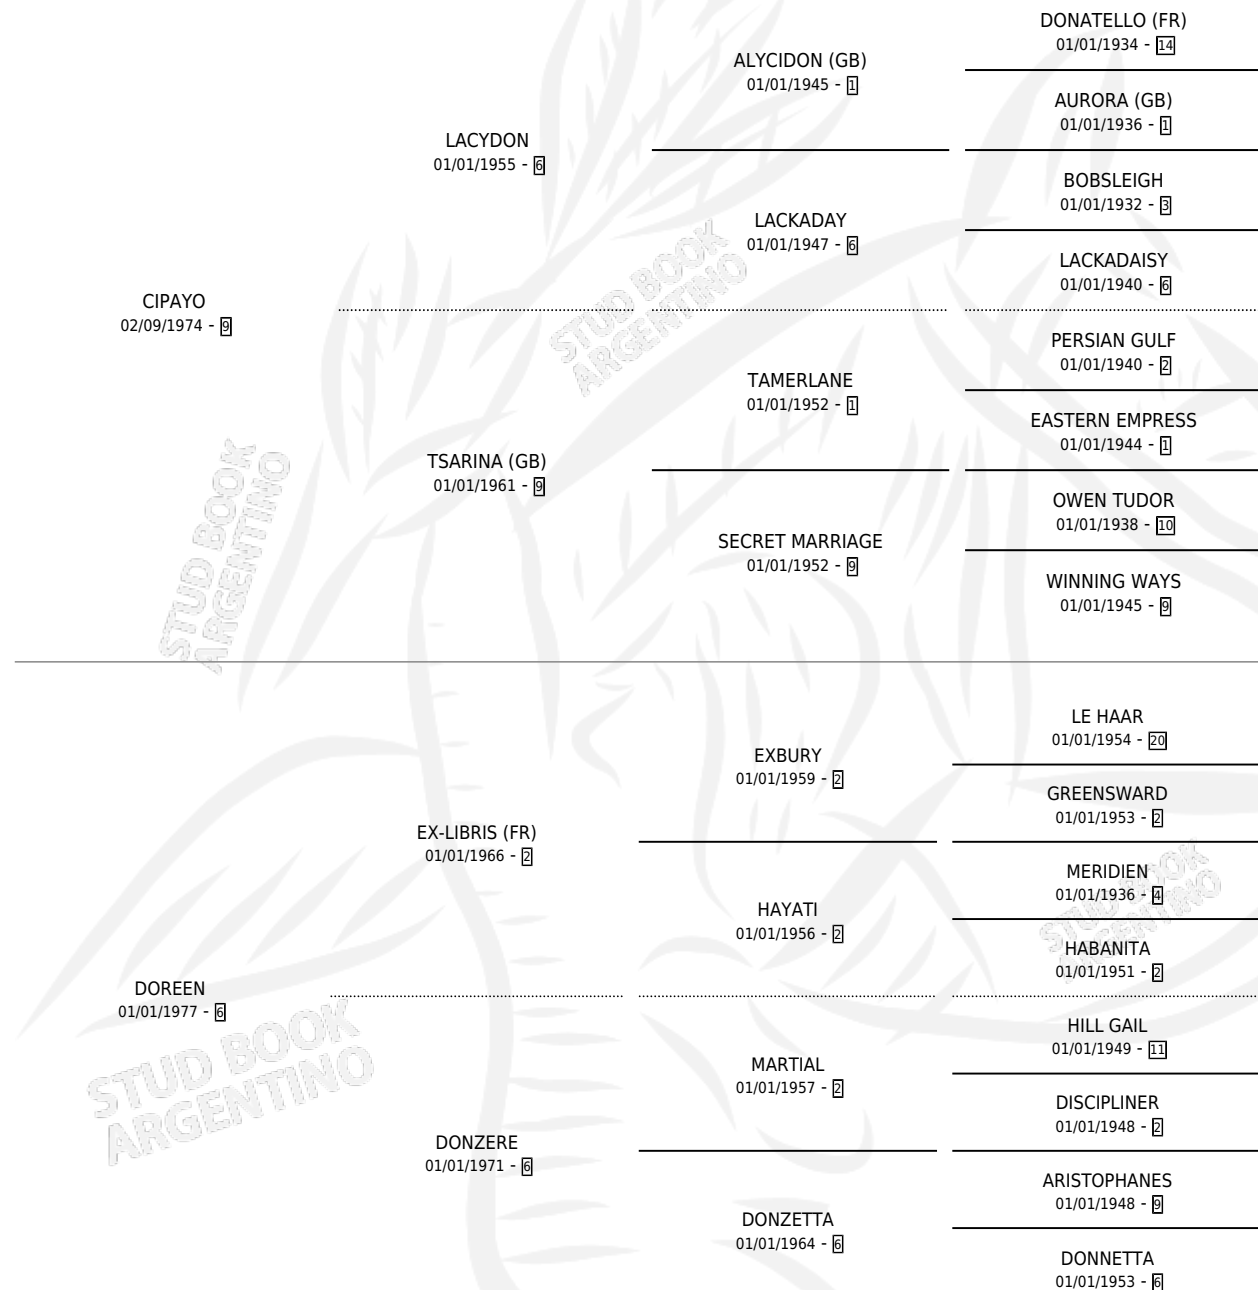 CIPAYO
02/09/1974 - 9
LACYDON
01/01/1955 - 6
TSARINA (GB)
01/01/1961 - 9
ALYCIDON (GB)
01/01/1945 - 1
LACKADAY
01/01/1947 - 6
TAMERLANE
01/01/1952 - 1
SECRET MARRIAGE
01/01/1952 - 9
DONATELLO (FR)
01/01/1934 - 14
AURORA (GB)
01/01/1936 - 1
BOBSLEIGH
01/01/1932 - 3
LACKADAISY
01/01/1940 - 6
PERSIAN GULF
01/01/1940 - 2
EASTERN EMPRESS
01/01/1944 - 1
OWEN TUDOR
01/01/1938 - 10
WINNING WAYS
01/01/1945 - 9
STUD BOOK
ARGENTINO
STUD BOOK
ARGENTINO
DOREEN
01/01/1977 - 6
EX-LIBRIS (FR)
01/01/1966 - 2
DONZERE
01/01/1971 - 6
EXBURY
01/01/1959 - 2
HAYATI
01/01/1956 - 2
MARTIAL
01/01/1957 - 2
DONZETTA
01/01/1964 - 6
LE HAAR
01/01/1954 - 20
GREENSWARD
01/01/1953 - 2
MERIDIEN
01/01/1936 - 4
HABANITA
01/01/1951 - 2
HILL GAIL
01/01/1949 - 11
DISCIPLINER
01/01/1948 - 2
ARISTOPHANES
01/01/1948 - 9
DONNETTA
01/01/1953 - 6
STUD BOOK
ARGENTINO
STUD BOOK
ARGENTINO